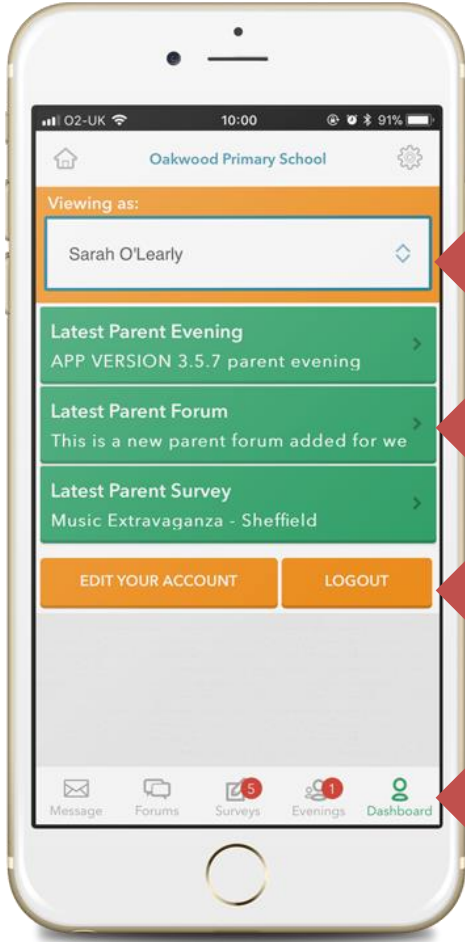 O2-UK 10:00 91%
Oakwood Primary School
Viewing as:
Sarah O'Learly
Latest Parent Evening
APP VERSION 3.5.7 parent evening
Latest Parent Forum
This is a new parent forum added for we
Latest Parent Survey
Music Extravaganza - Sheffield
EDIT YOUR ACCOUNT LOGOUT
5 1
Message Forums Surveys Evenings Dashboard